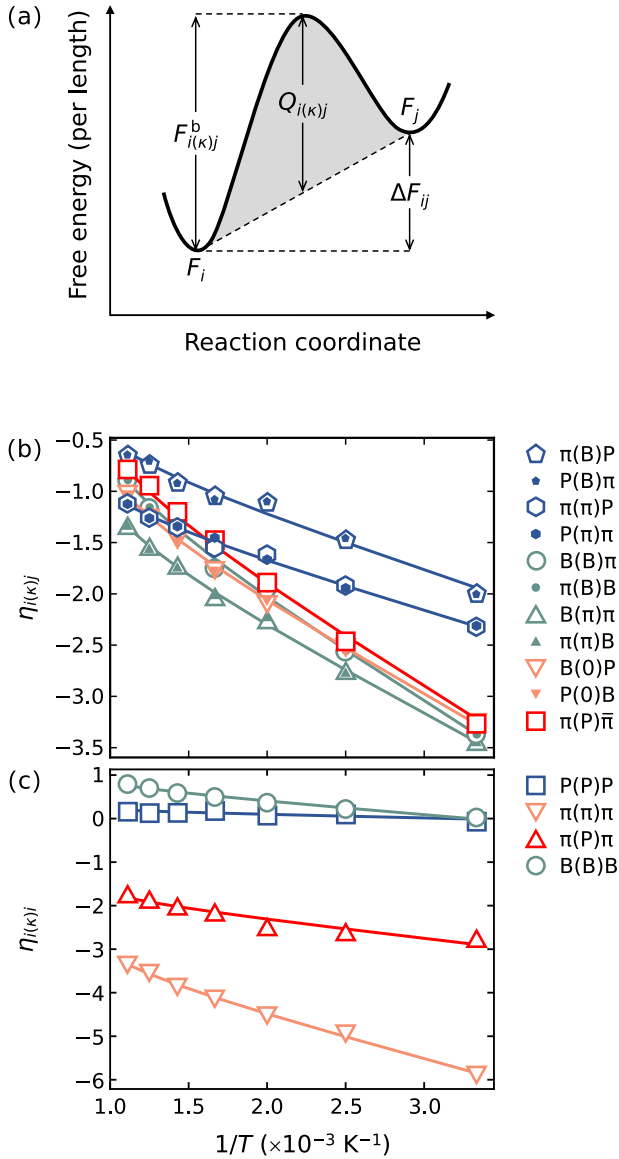 (a)
Free energy (per length)
F^b_{i(κ)j}
Q_{i(κ)j}
F_j
ΔF_{ij}
F_i
Reaction coordinate
(b)
η_{i(κ)j}
−0.5
−1.0
−1.5
−2.0
−2.5
−3.0
−3.5
π(B)P
P(B)π
π(π)P
P(π)π
B(B)π
π(B)B
B(π)π
π(π)B
B(0)P
P(0)B
π(P)π̅
(c)
η_{i(κ)i}
1
0
−1
−2
−3
−4
−5
−6
P(P)P
π(π)π
π(P)π
B(B)B
1.0 1.5 2.0 2.5 3.0
1/T (×10⁻³ K⁻¹)